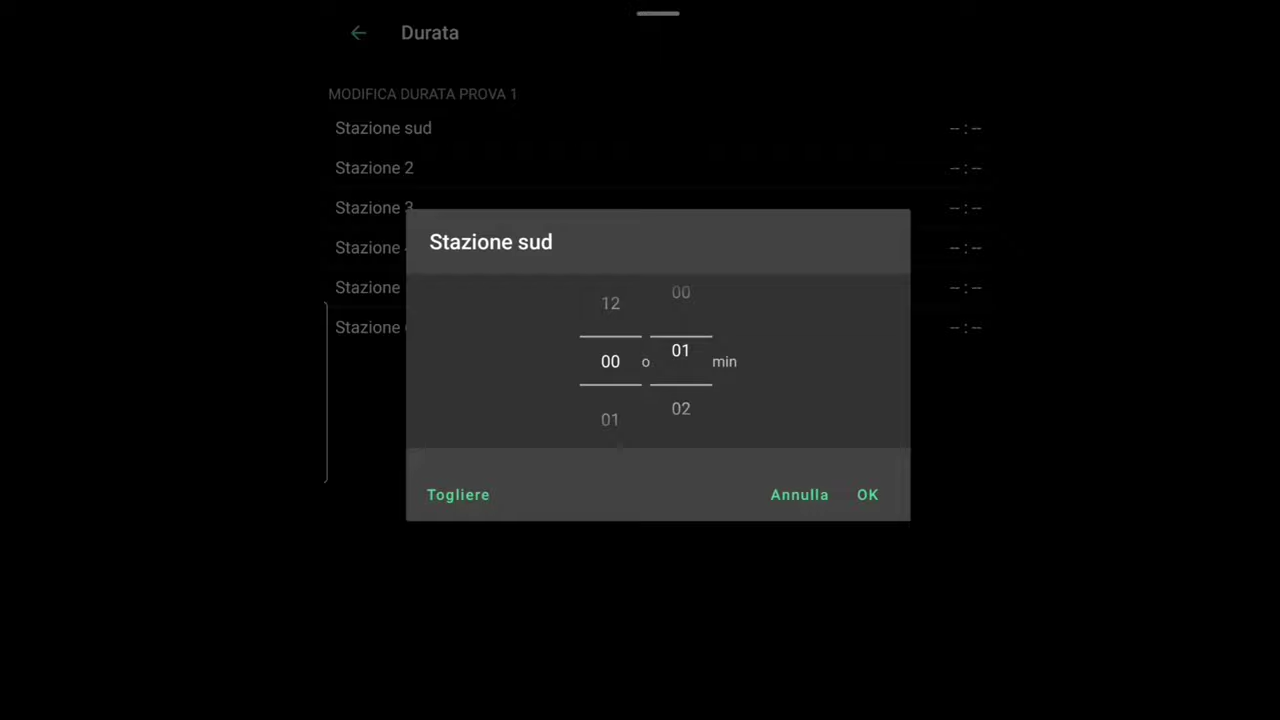 Durata
MODIFICA DURATA PROVA 1
Stazione sud -- : --
Stazione 2 -- : --
Stazione 3 -- : --
Stazione -- : --
Stazione -- : --
Stazione -- : --
Stazione sud
12 00
00 o 01 min
01 02
Togliere Annulla OK